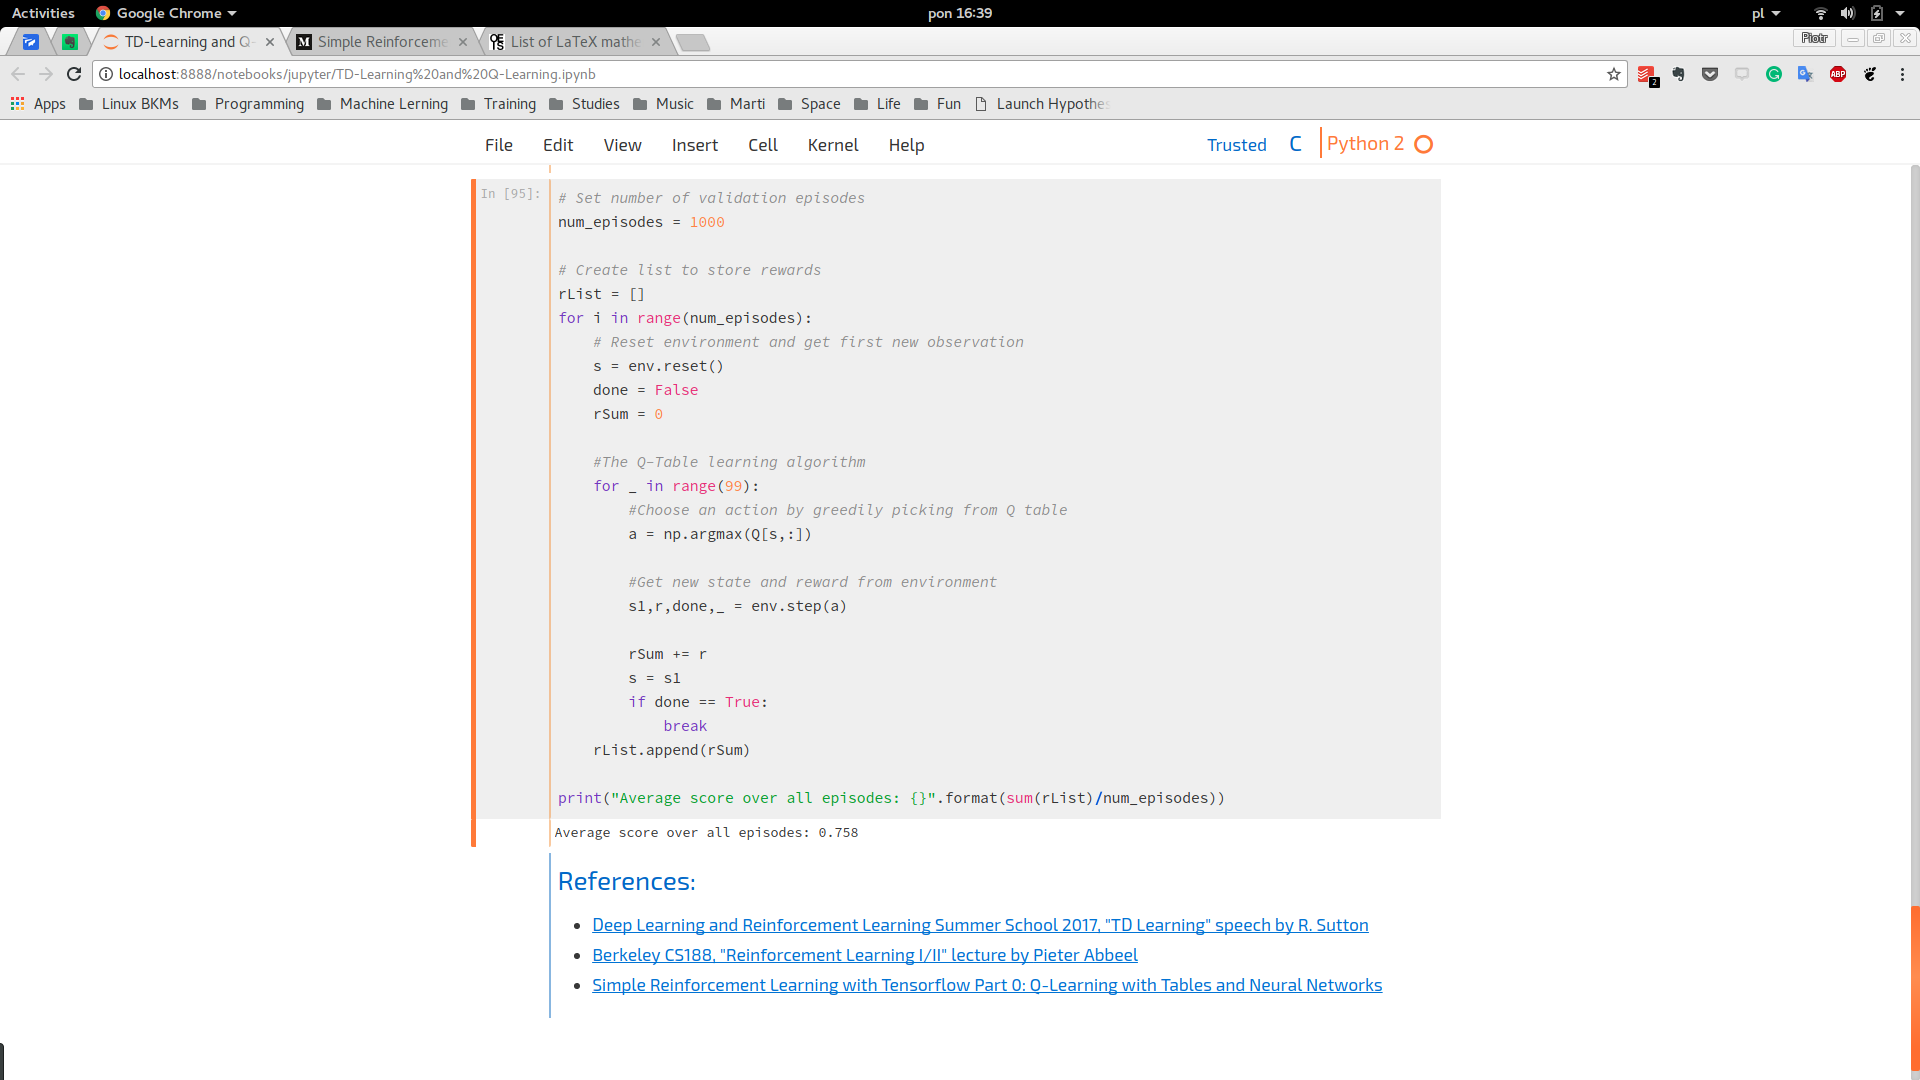 Activities Google Chrome pon 16:39 pl
TD-Learning and Q- Simple Reinforceme List of LaTeX mathe Piotr
localhost:8888/notebooks/jupyter/TD-Learning%20and%20Q-Learning.ipynb 2 ABP
Apps Linux BKMs Programming Machine Lerning Training Studies Music Marti Space Life Fun Launch Hypothes
File Edit View Insert Cell Kernel Help Trusted C Python 2
In [95]:
# Set number of validation episodes
num_episodes = 1000
# Create list to store rewards
rList = []
for i in range(num_episodes):
# Reset environment and get first new observation
s = env.reset()
done = False
rSum = 0
#The Q-Table learning algorithm
for _ in range(99):
#Choose an action by greedily picking from Q table
a = np.argmax(Q[s,:])
#Get new state and reward from environment
s1,r,done,_ = env.step(a)
rSum += r
s = s1
if done == True:
break
rList.append(rSum)
print("Average score over all episodes: {}".format(sum(rList)/num_episodes))
Average score over all episodes: 0.758
References:
Deep Learning and Reinforcement Learning Summer School 2017, "TD Learning" speech by R. Sutton
Berkeley CS188, "Reinforcement Learning I/II" lecture by Pieter Abbeel
Simple Reinforcement Learning with Tensorflow Part 0: Q-Learning with Tables and Neural Networks